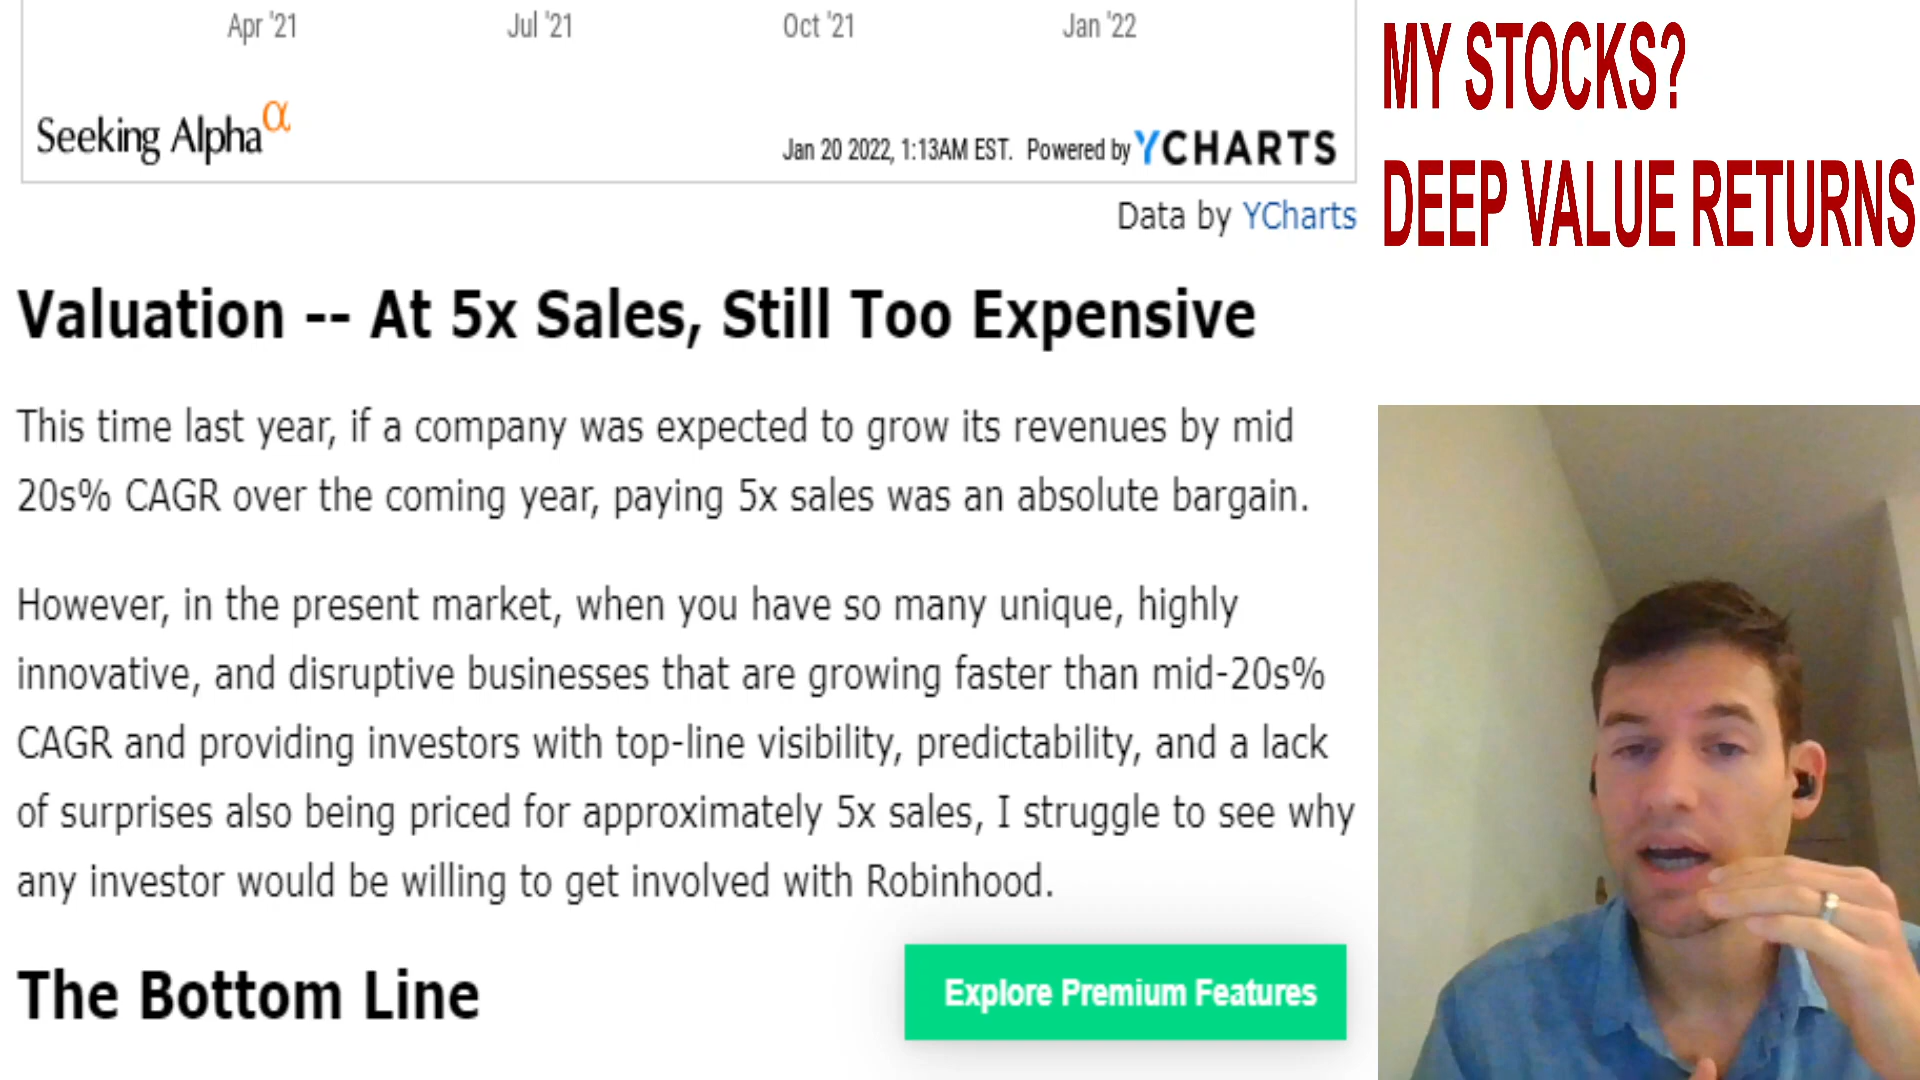 Apr '21 Jul '21 Oct '21 Jan '22
Seeking Alpha α
Jan 20 2022, 1:13AM EST. Powered by YCHARTS
Data by YCharts
Valuation -- At 5x Sales, Still Too Expensive
This time last year, if a company was expected to grow its revenues by mid
20s% CAGR over the coming year, paying 5x sales was an absolute bargain.
However, in the present market, when you have so many unique, highly
innovative, and disruptive businesses that are growing faster than mid-20s%
CAGR and providing investors with top-line visibility, predictability, and a lack
of surprises also being priced for approximately 5x sales, I struggle to see why
any investor would be willing to get involved with Robinhood.
The Bottom Line
Explore Premium Features
MY STOCKS?
DEEP VALUE RETURNS